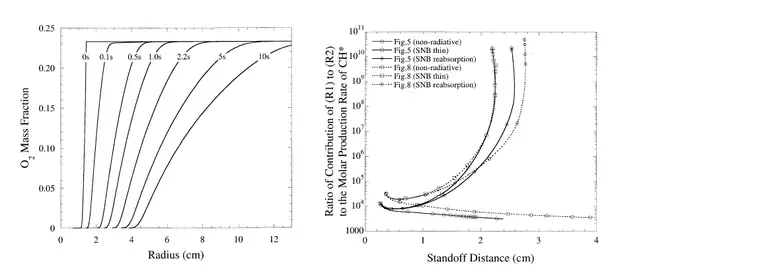 0.25
0.20
0.15
0.10
0.05
0
O2 Mass Fraction
0s 0.1s 0.5s 1.0s 2.2s 5s 10s
0 2 4 6 8 10 12
Radius (cm)
10^11
10^10
10^9
10^8
10^7
10^6
10^5
10^4
1000
Ratio of Contribution of (R1) to (R2)
to the Molar Production Rate of CH*
Fig.5 (non-radiative)
Fig.5 (SNB thin)
Fig.5 (SNB reabsorption)
Fig.8 (non-radiative)
Fig.8 (SNB thin)
Fig.8 (SNB reabsorption)
0 1 2 3 4
Standoff Distance (cm)